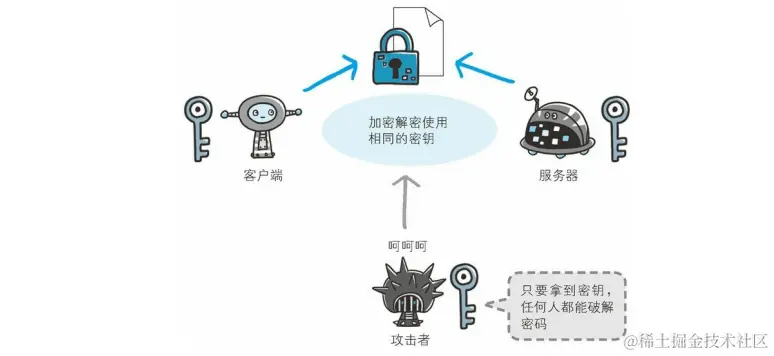 加密解密使用
相同的密钥
客户端
服务器
呵呵呵
只要拿到密钥，
任何人都能破解
密码
攻击者
@稀土掘金技术社区